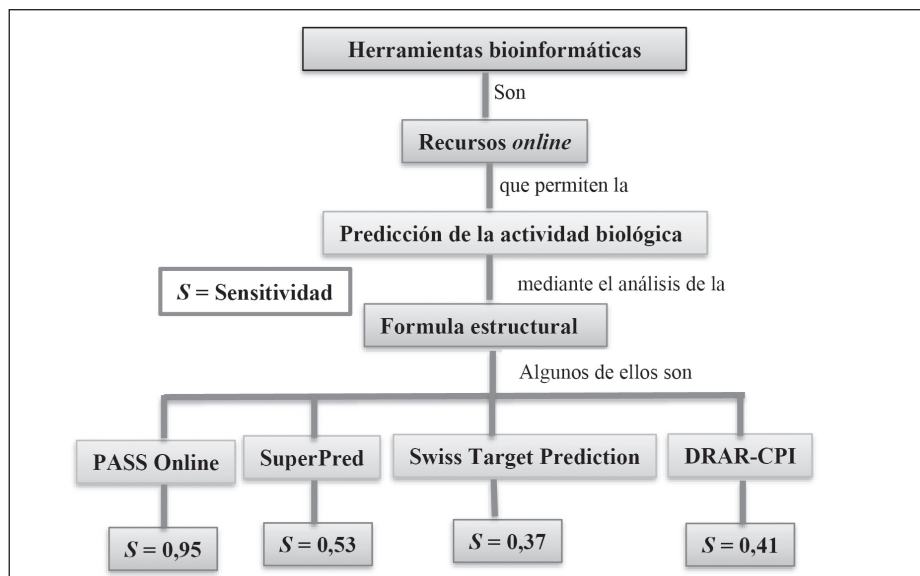 Herramientas bioinformáticas
Son
Recursos online
que permiten la
Predicción de la actividad biológica
S = Sensitividad
mediante el análisis de la
Formula estructural
Algunos de ellos son
PASS Online
SuperPred
Swiss Target Prediction
DRAR-CPI
S = 0,95
S = 0,53
S = 0,37
S = 0,41